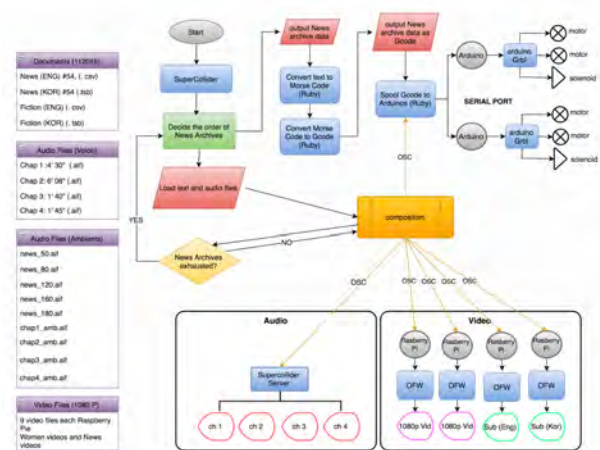 Documents (112016)
News (ENG) #54, (. csv)
News (KOR) #54 (.tsb)
Fiction (ENG) (. csv)
Fiction (KOR) (. tsb)
Audio Files (Voice)
Chap 1 :4' 30" (.aif)
Chap 2: 6' 08" (.aif)
Chap 3: 1' 40" (.aif)
Chap 4: 1' 45" (.aif)
Audio Files (Ambients)
news_50.aif
news_80.aif
news_120.aif
news_160.aif
news_180.aif
chap1_amb.aif
chap2_amb.aif
chap3_amb.aif
chap4_amb.aif
Video Files (1080 P)
9 video files each Raspberry
Pie
Women videos and News
videos
Start
SuperCollider
Decide the order of
News Archives
Load text and audio files
YES
NO
News Archives
exhausted?
output News
archive data
Convert text to
Morse Code
(Ruby)
Convert Morse
Code to Gcode
(Ruby)
output News
archive data as
Gcode
Spool Gcode to
Arduinos (Ruby)
OSC
composition
Arduino
arduino
Grbl
motor
motor
solenoid
SERIAL PORT
Arduino
arduino
Grbl
motor
motor
solenoid
OSC
OSC
OSC
OSC
OSC
Audio
Supercollider
Server
ch 1
ch 2
ch 3
ch 4
Video
Rasberry
Pi
Rasberry
Pi
Rasberry
Pi
Rasberry
Pi
OFW
OFW
OFW
OFW
1080p Vid
1080p Vid
Sub (Eng)
Sub (Kor)